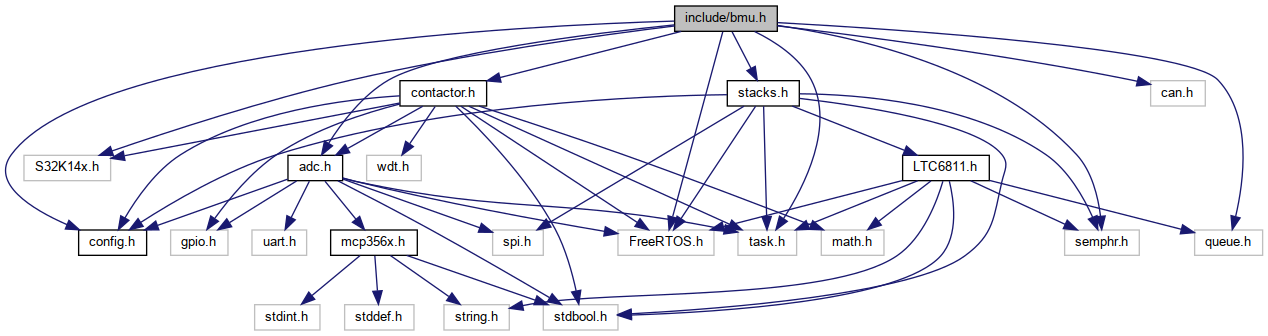 include/bmu.h
contactor.h
stacks.h
can.h
S32K14x.h
adc.h
wdt.h
LTC6811.h
config.h
gpio.h
uart.h
mcp356x.h
spi.h
FreeRTOS.h
task.h
math.h
semphr.h
queue.h
stdint.h
stddef.h
string.h
stdbool.h